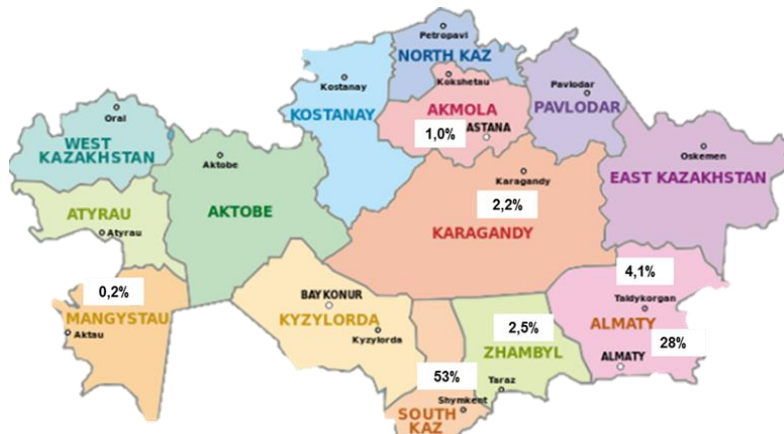 Petropavl
NORTH KAZ
Kostanay
Kokshetau
Pavlodar
KOSTANAY
AKMOLA
PAVLODAR
Oral
1,0%
ASTANA
WEST
KAZAKHSTAN
Aktobe
Oskemen
Karagandy
EAST KAZAKHSTAN
2,2%
ATYRAU
AKTOBE
Atyrau
KARAGANDY
4,1%
0,2%
BAYKONUR
Taldykorgan
MANGYSTAU
KYZYLORDA
2,5%
ALMATY
Aktau
Kyzylorda
ZHAMBYL
28%
ALMATY
53%
Taraz
Shymkent
SOUTH
KAZ